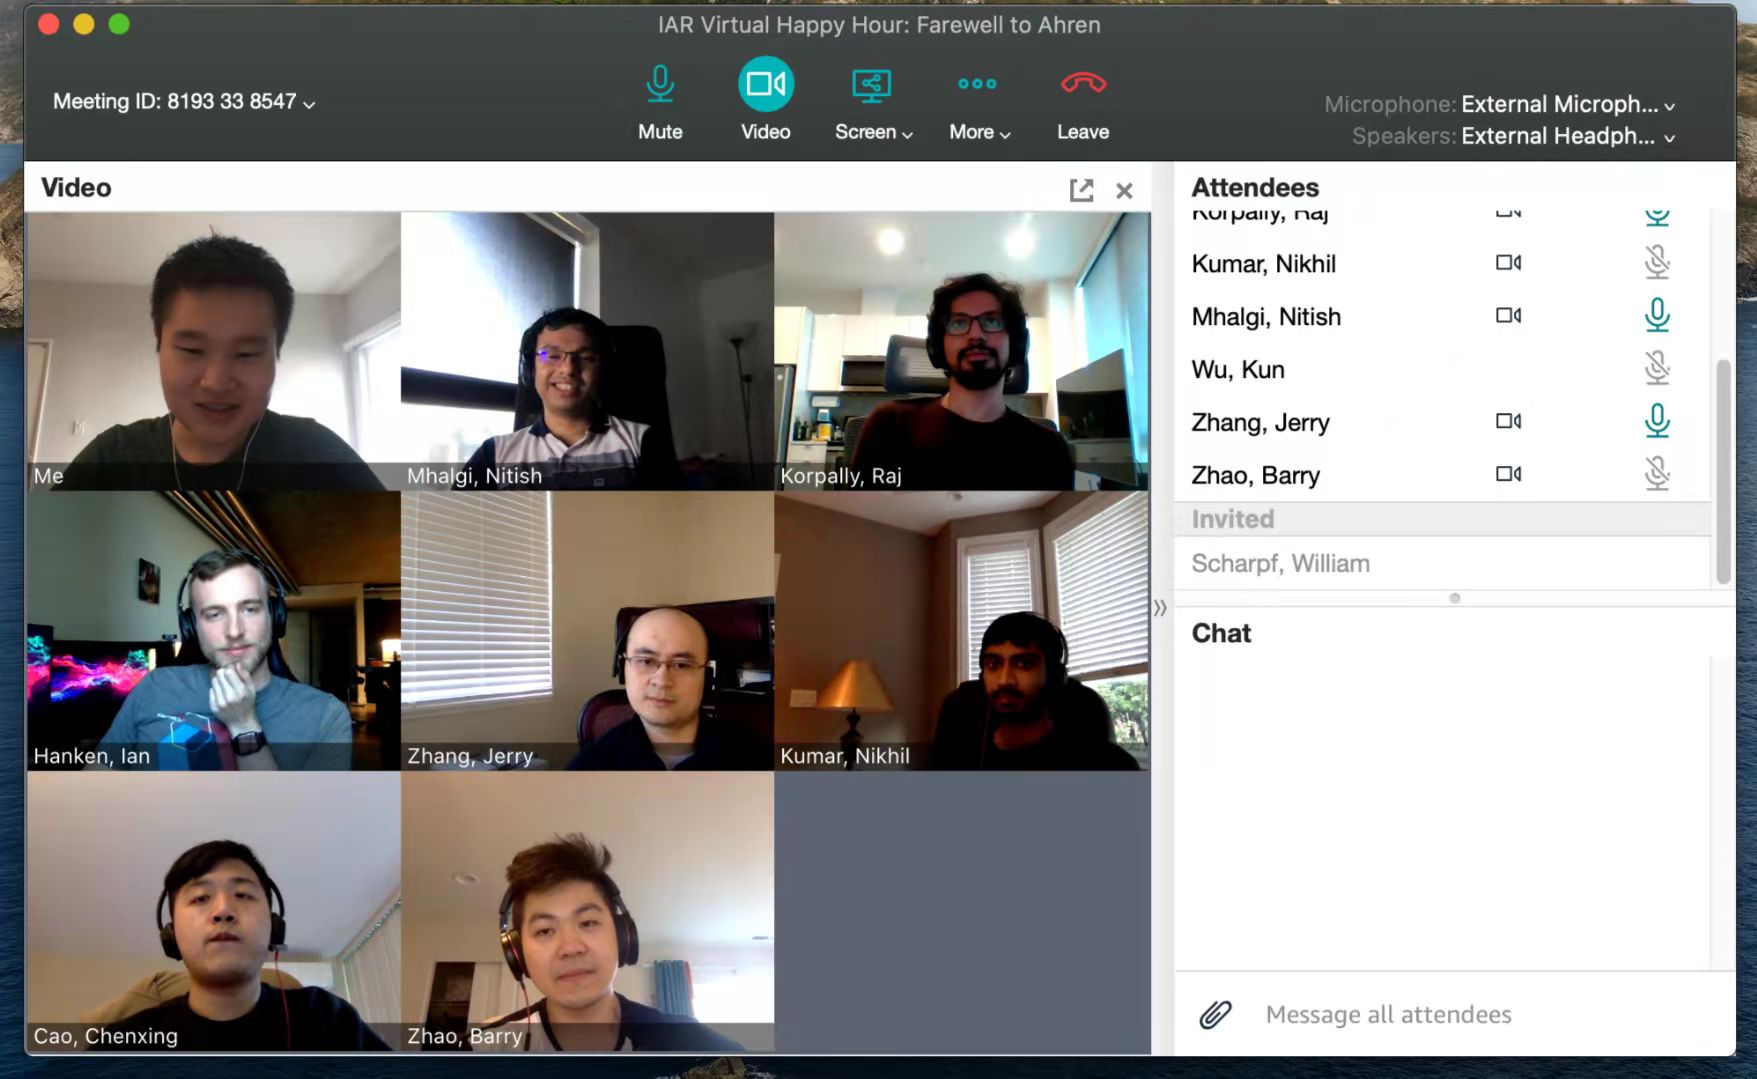 IAR Virtual Happy Hour: Farewell to Ahren
Meeting ID: 8193 33 8547
Mute
Video
Screen
More
Leave
Microphone: External Microph...
Speakers: External Headph...
Video
Me
Mhalgi, Nitish
Korpally, Raj
Hanken, Ian
Zhang, Jerry
Kumar, Nikhil
Cao, Chenxing
Zhao, Barry
Attendees
Korpally, Raj
Kumar, Nikhil
Mhalgi, Nitish
Wu, Kun
Zhang, Jerry
Zhao, Barry
Invited
Scharpf, William
Chat
Message all attendees